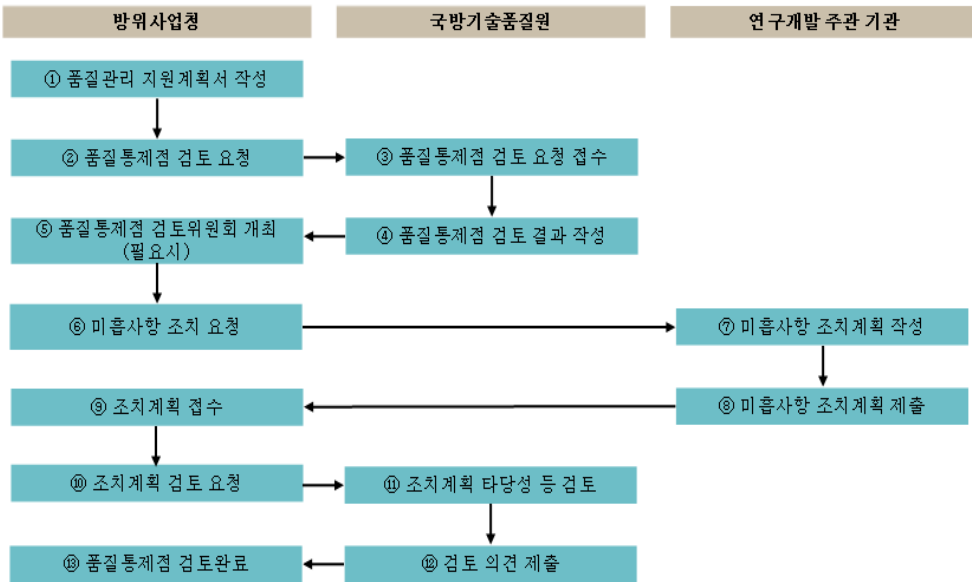 방위사업청
국방기술품질원
연구개발 주관 기관
① 품질관리 지원계획서 작성
② 품질통제점 검토 요청
③ 품질통제점 검토 요청 접수
④ 품질통제점 검토 결과 작성
⑤ 품질통제점 검토위원회 개최
(필요시)
⑥ 미흡사항 조치 요청
⑦ 미흡사항 조치계획 작성
⑧ 미흡사항 조치계획 제출
⑨ 조치계획 접수
⑩ 조치계획 검토 요청
⑪ 조치계획 타당성 등 검토
⑫ 검토 의견 제출
⑬ 품질통제점 검토완료